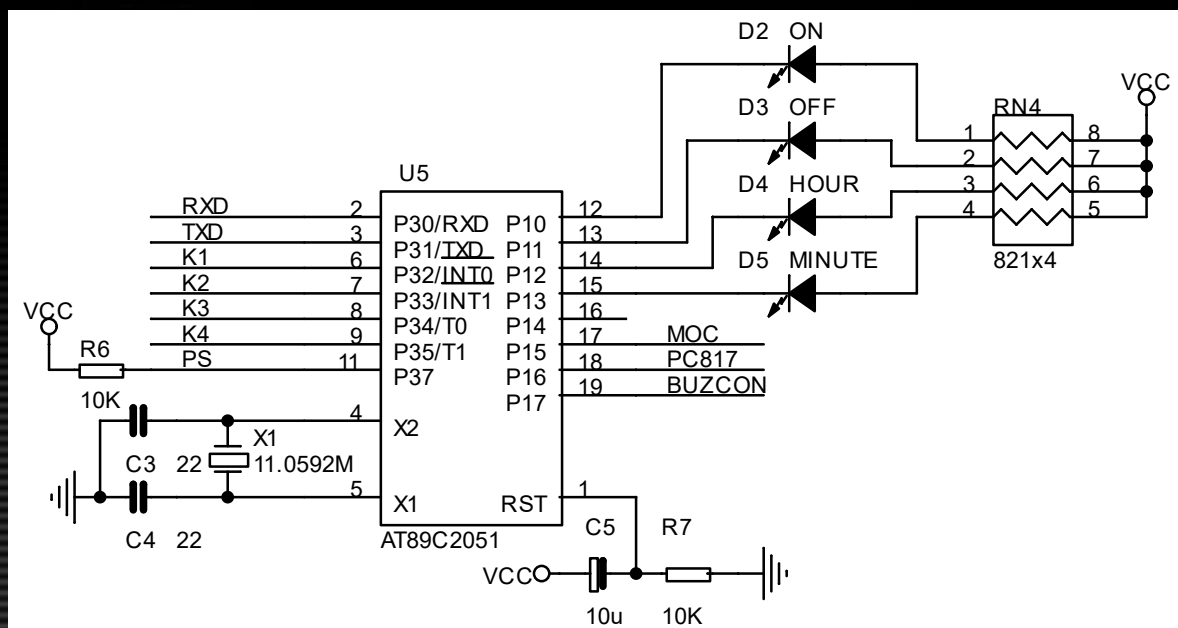 D2 ON
VCC
D3 OFF
RN4
1 8
2 7
D4 HOUR
3 6
4 5
821x4
D5 MINUTE
U5
RXD 2 P30/RXD P10 12
TXD 3 P31/TXD P11 13
K1 6 P32/INT0 P12 14
K2 7 P33/INT1 P13 15
K3 8 P34/T0 P14 16
K4 9 P35/T1 P15 17 MOC
PS 11 P37 P16 18 PC817
P17 19 BUZCON
VCC
R6
10K
4 X2
X1
C3 22 11.0592M
5 X1 RST 1
C4 22
AT89C2051
C5 R7
VCC
10u 10K